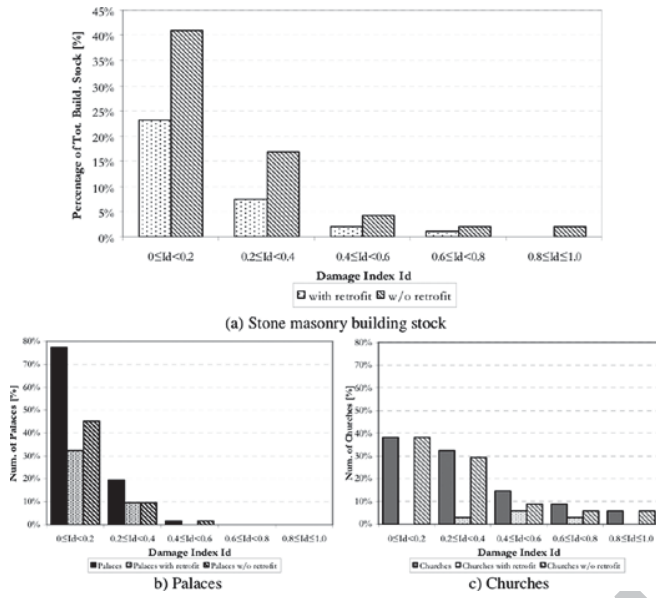 45%
40%
35%
30%
25%
20%
15%
10%
5%
0%
Percentage of Tot. Build. Stock [%]
0≤Id<0.2 0.2≤Id<0.4 0.4≤Id<0.6 0.6≤Id<0.8 0.8≤Id≤1.0
Damage Index Id
with retrofit w/o retrofit
(a) Stone masonry building stock
80%
70%
60%
50%
40%
30%
20%
10%
0%
Num. of Palaces [%]
0≤Id<0.2 0.2≤Id<0.4 0.4≤Id<0.6 0.6≤Id<0.8 0.8≤Id≤1.0
Damage Index Id
Palaces Palaces with retrofit Palaces w/o retrofit
b) Palaces
80%
70%
60%
50%
40%
30%
20%
10%
0%
Num. of Churches [%]
0≤Id<0.2 0.2≤Id<0.4 0.4≤Id<0.6 0.6≤Id<0.8 0.8≤Id≤1.0
Damage Index Id
Churches Churches with retrofit Churches w/o retrofit
c) Churches